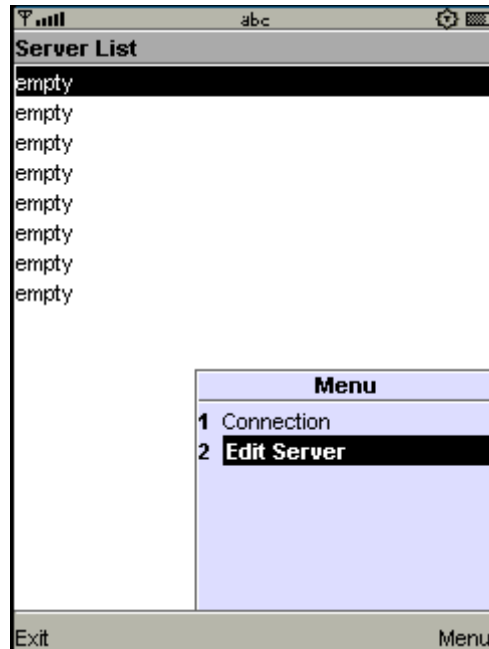 abc
Server List
empty
empty
empty
empty
empty
empty
empty
empty
Menu
1 Connection
2 Edit Server
Exit Menu